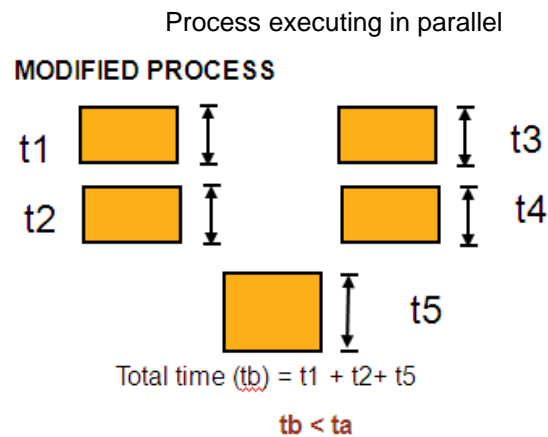 Process executing in parallel
MODIFIED PROCESS
t1
t3
t2
t4
t5
Total time (tb) = t1 + t2+ t5
tb < ta